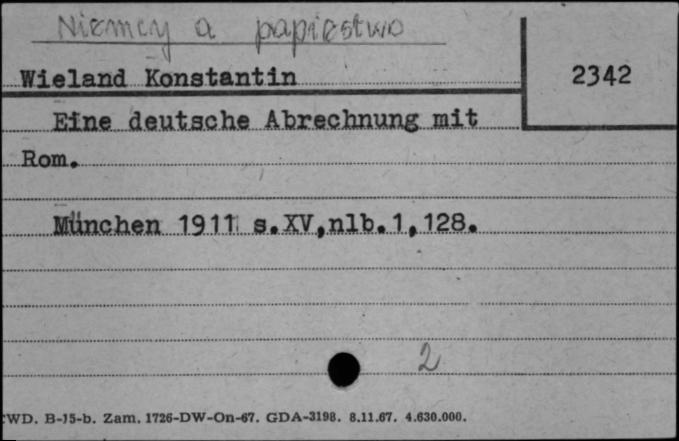 Niemcy a papiestwo
Wieland Konstantin
2342
Eine deutsche Abrechnung mit
Rom.
München 1911 s.XV,nlb.1,128.
2
WD. B-15-b. Zam. 1726-DW-On-67. GDA-3198. 8.11.67. 4.630.000.